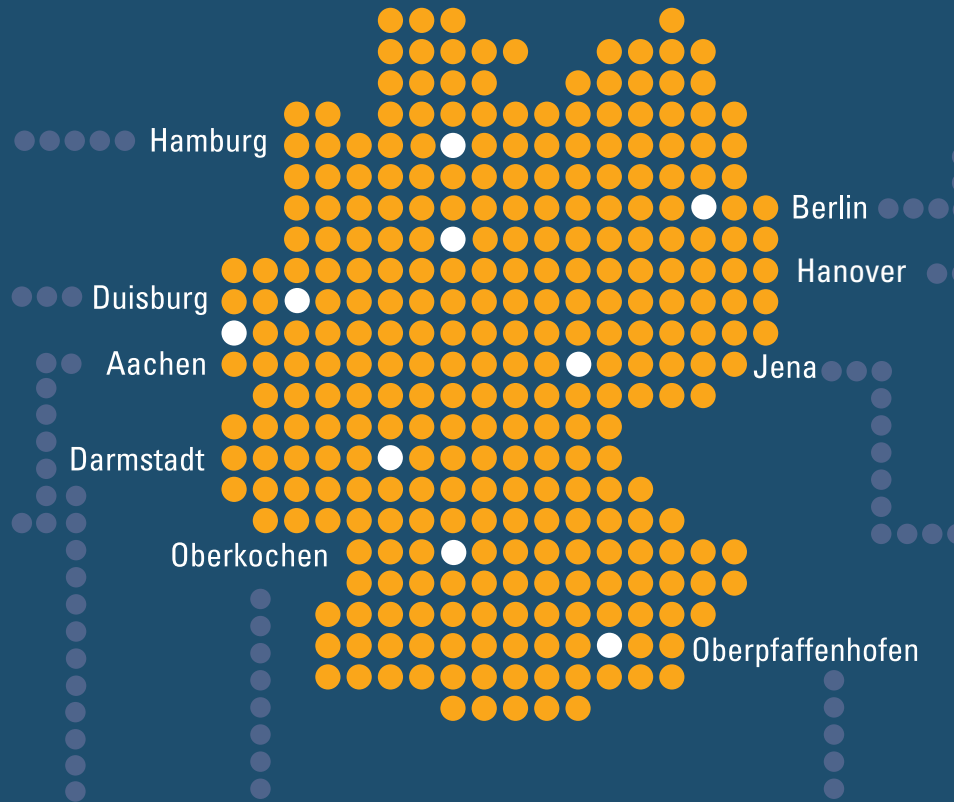 Hamburg
Berlin
Hanover
Duisburg
Aachen
Jena
Darmstadt
Oberkochen
Oberpfaffenhofen